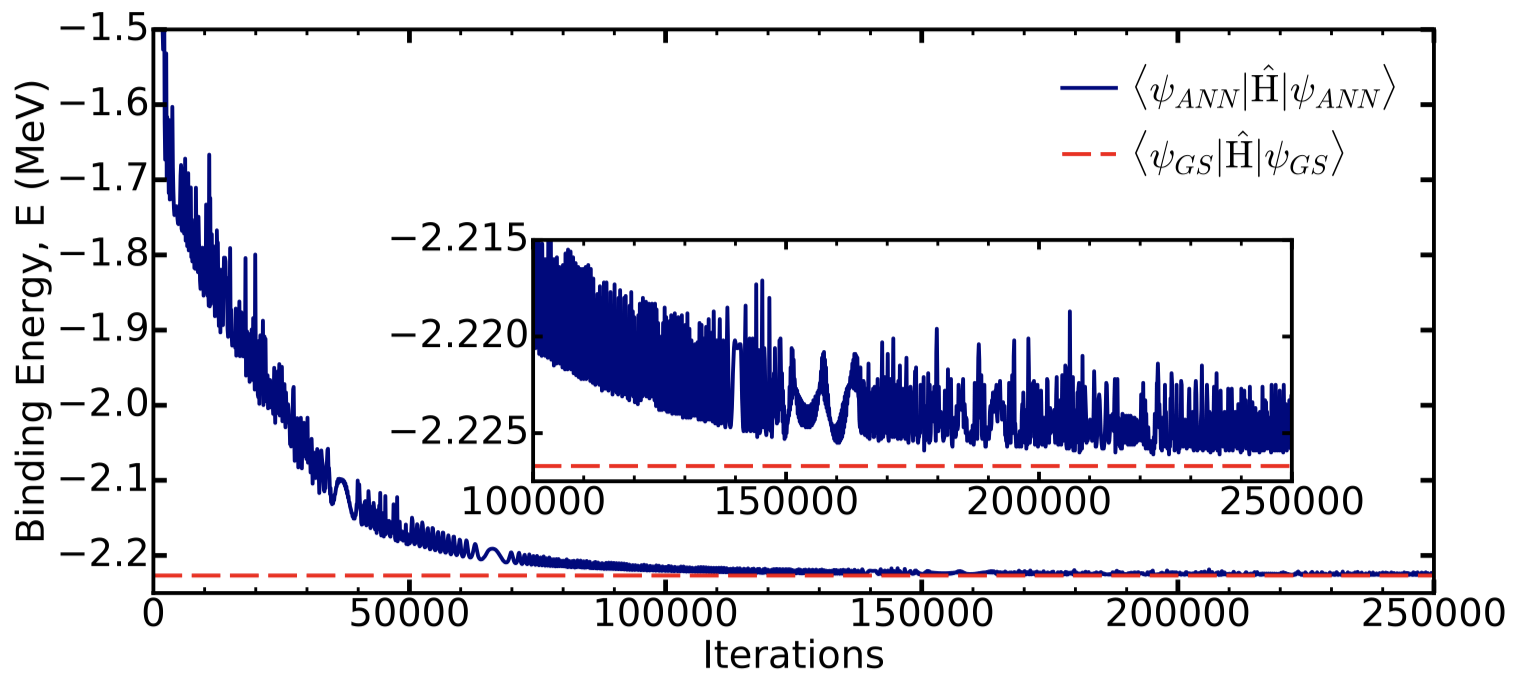 −1.5
−1.6
−1.7
−1.8
−1.9
−2.0
−2.1
−2.2
Binding Energy, E (MeV)
⟨ψ_ANN|Ĥ|ψ_ANN⟩
⟨ψ_GS|Ĥ|ψ_GS⟩
−2.215
−2.220
−2.225
100000 150000 200000 250000
0 50000 100000 150000 200000 250000
Iterations